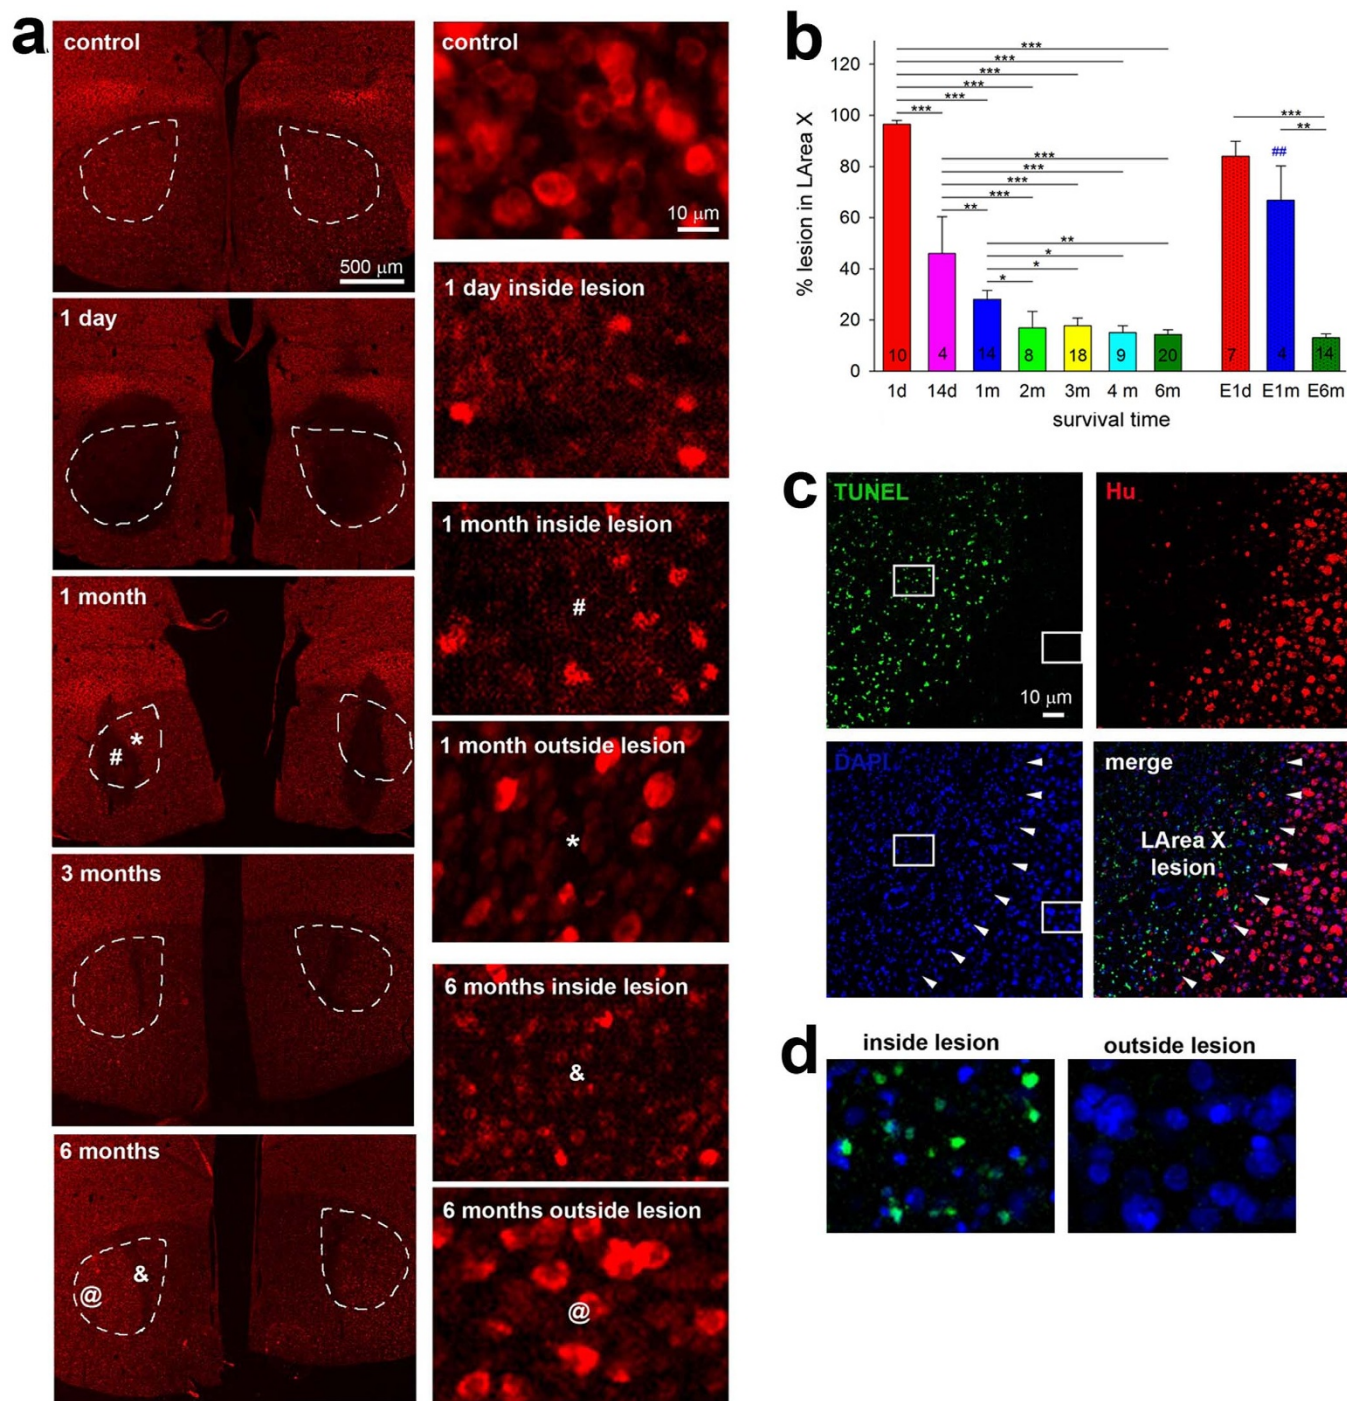 a
control
500 μm
1 day
1 month
#
*
3 months
6 months
&
@
control
10 μm
1 day inside lesion
1 month inside lesion
#
1 month outside lesion
*
6 months inside lesion
&
6 months outside lesion
@
b
% lesion in LArea X
120
100
80
60
40
20
0
***
***
***
***
***
***
***
***
***
**
**
*
*
*
***
**
##
10
4
14
8
18
9
20
7
4
14
1d 14d 1m 2m 3m 4 m 6m E1d E1m E6m
survival time
c
TUNEL
10 μm
Hu
DAPI
merge
LArea X
lesion
d
inside lesion
outside lesion